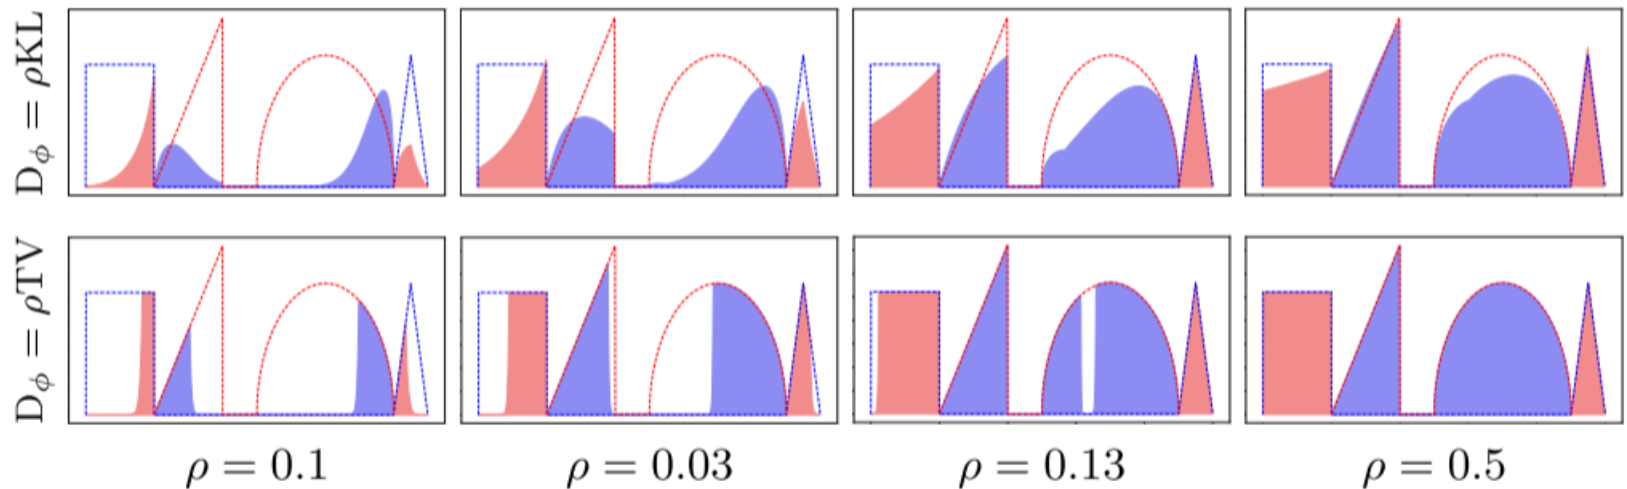 D_ϕ = ρKL
D_ϕ = ρTV
ρ = 0.1
ρ = 0.03
ρ = 0.13
ρ = 0.5